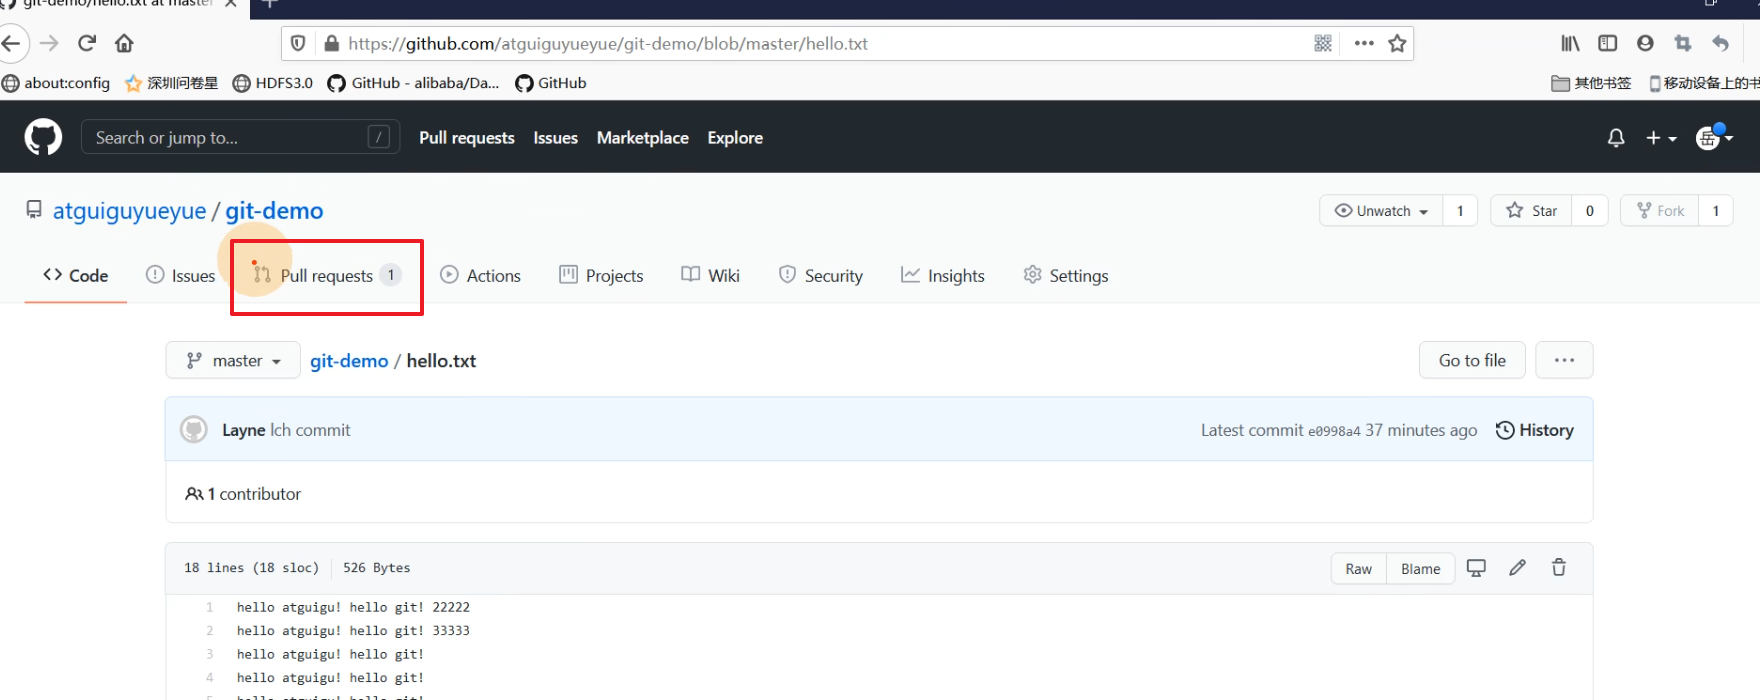 git-demo/hello.txt at master
https://github.com/atguiguyueyue/git-demo/blob/master/hello.txt
about:config 深圳问卷星 HDFS3.0 GitHub - alibaba/Da... GitHub 其他书签 移动设备上的书
Search or jump to... / Pull requests Issues Marketplace Explore 岳
atguiguyueyue / git-demo Unwatch 1 Star 0 Fork 1
Code Issues Pull requests 1 Actions Projects Wiki Security Insights Settings
master git-demo / hello.txt Go to file ...
Layne lch commit Latest commit e0998a4 37 minutes ago History
1 contributor
18 lines (18 sloc) 526 Bytes Raw Blame
1 hello atguigu! hello git! 22222
2 hello atguigu! hello git! 33333
3 hello atguigu! hello git!
4 hello atguigu! hello git!
5 hello atguigu! hello git!